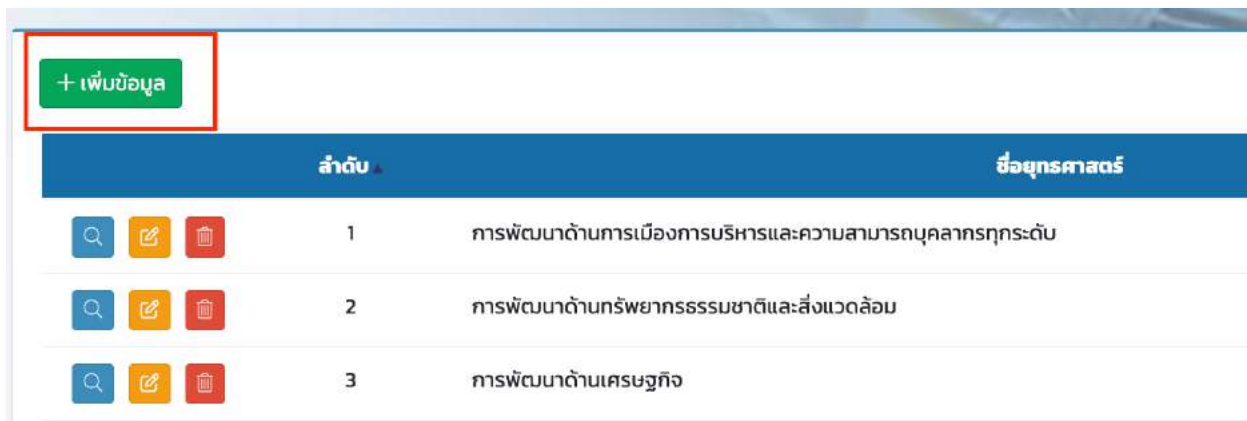 + เพิ่มข้อมูล
ลำดับ ชื่อยุทธศาสตร์
1 การพัฒนาด้านการเมืองการบริหารและความสามารถบุคลากรทุกระดับ
2 การพัฒนาด้านทรัพยากรธรรมชาติและสิ่งแวดล้อม
3 การพัฒนาด้านเศรษฐกิจ